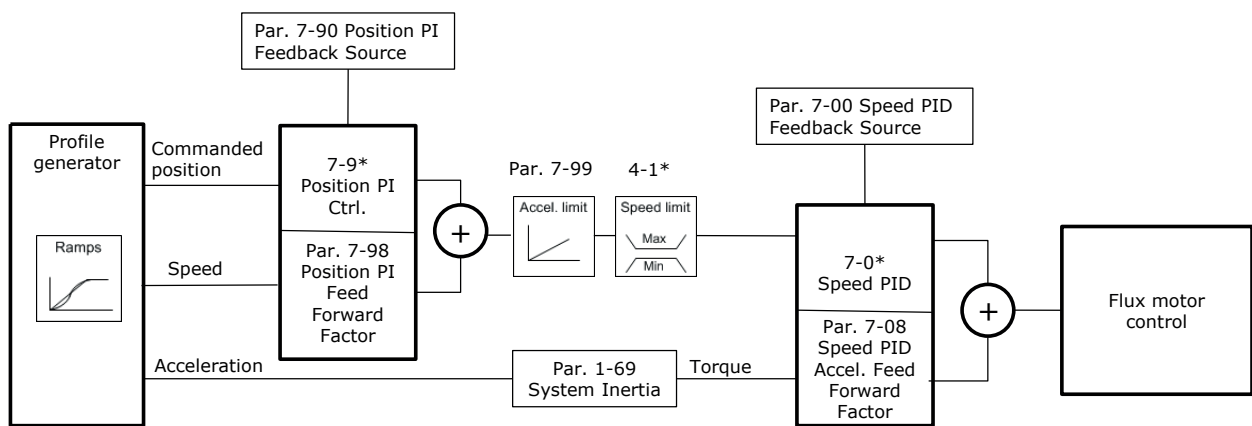 Par. 7-90 Position PI
Feedback Source
Par. 7-00 Speed PID
Feedback Source
Profile
generator
Ramps
Commanded
position
Speed
Acceleration
7-9*
Position PI
Ctrl.
Par. 7-98
Position PI
Feed
Forward
Factor
+
Par. 7-99
Accel. limit
4-1*
Speed limit
Max
Min
Par. 1-69
System Inertia
Torque
7-0*
Speed PID
Par. 7-08
Speed PID
Accel. Feed
Forward
Factor
+
Flux motor
control